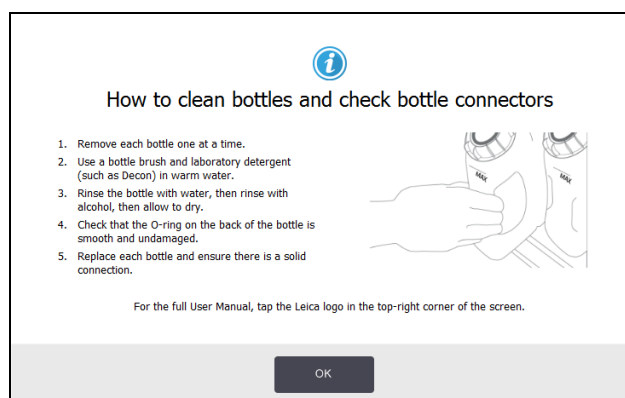 How to clean bottles and check bottle connectors
1. Remove each bottle one at a time.
2. Use a bottle brush and laboratory detergent
(such as Decon) in warm water.
3. Rinse the bottle with water, then rinse with
alcohol, then allow to dry.
4. Check that the O-ring on the back of the bottle is
smooth and undamaged.
5. Replace each bottle and ensure there is a solid
connection.
MAX
MAX
For the full User Manual, tap the Leica logo in the top-right corner of the screen.
OK